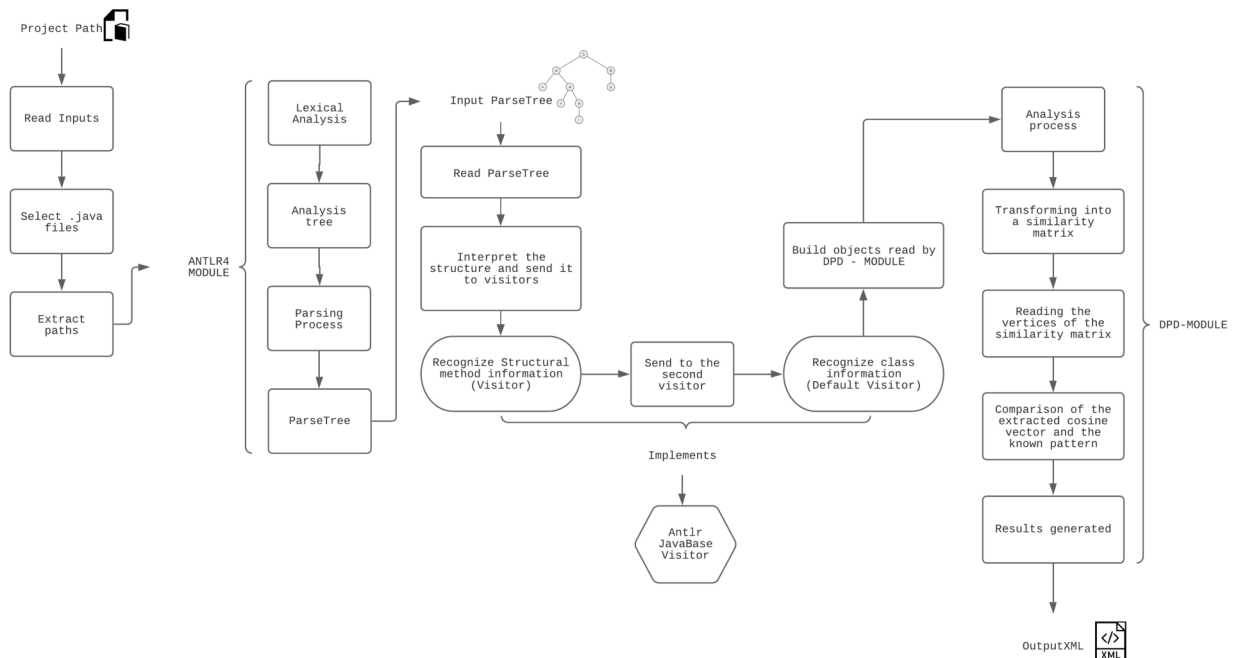 Project Path
Read Inputs
Select .java
files
Extract
paths
ANTLR4
MODULE
Lexical
Analysis
Analysis
tree
Parsing
Process
ParseTree
Input ParseTree
Read ParseTree
Interpret the
structure and send it
to visitors
Recognize Structural
method information
(Visitor)
Send to the
second
visitor
Recognize class
information
(Default Visitor)
Build objects read by
DPD - MODULE
Implements
Antlr
JavaBase
Visitor
Analysis
process
Transforming into
a similarity
matrix
Reading the
vertices of the
similarity matrix
Comparison of the
extracted cosine
vector and the
known pattern
Results generated
DPD-MODULE
OutputXML
</>
XML